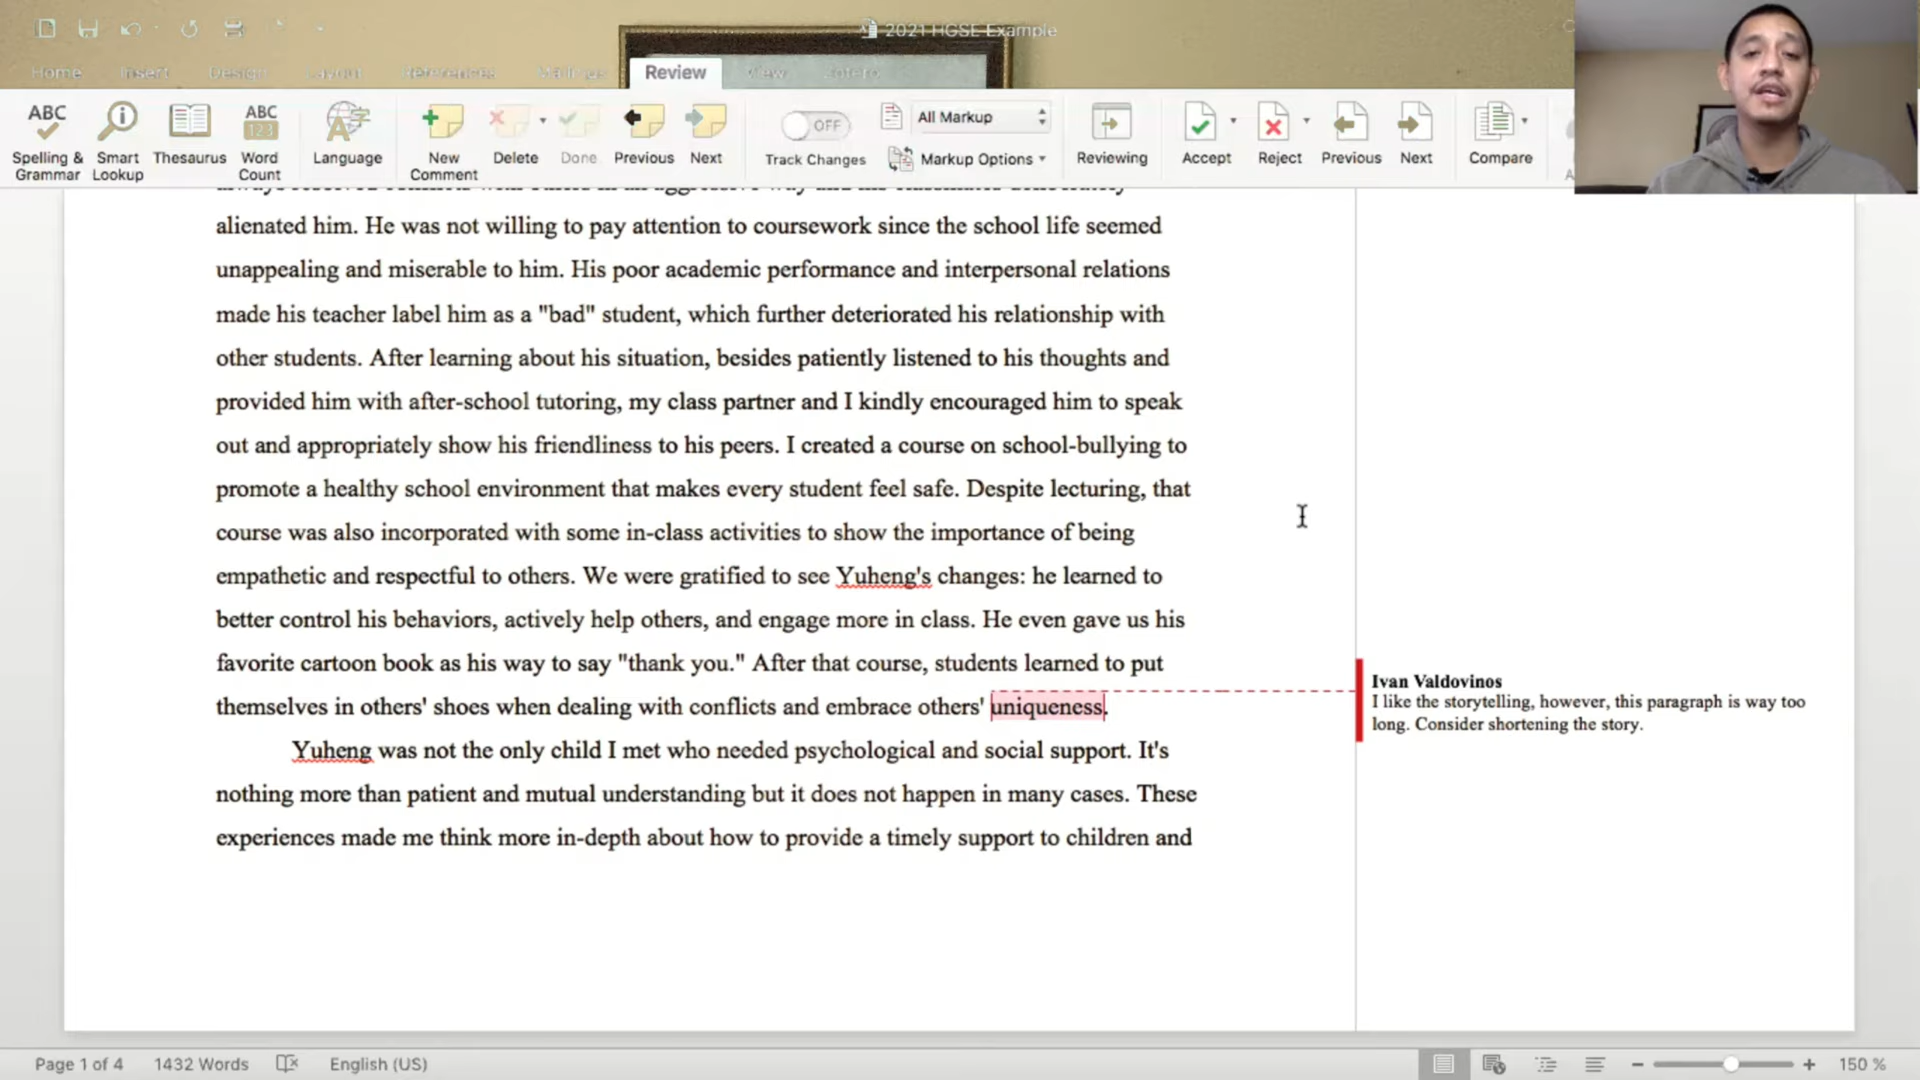 2021 HGSE Example
Home Insert Design Layout References Mailings Review View Zotero
ABC
Spelling &
Grammar
Smart
Lookup
Thesaurus
ABC
123
Word
Count
Language
New
Comment
Delete
Done
Previous
Next
OFF
Track Changes
All Markup
Markup Options
Reviewing
Accept
Reject
Previous
Next
Compare
alienated him. He was not willing to pay attention to coursework since the school life seemed
unappealing and miserable to him. His poor academic performance and interpersonal relations
made his teacher label him as a "bad" student, which further deteriorated his relationship with
other students. After learning about his situation, besides patiently listened to his thoughts and
provided him with after-school tutoring, my class partner and I kindly encouraged him to speak
out and appropriately show his friendliness to his peers. I created a course on school-bullying to
promote a healthy school environment that makes every student feel safe. Despite lecturing, that
course was also incorporated with some in-class activities to show the importance of being
empathetic and respectful to others. We were gratified to see Yuheng's changes: he learned to
better control his behaviors, actively help others, and engage more in class. He even gave us his
favorite cartoon book as his way to say "thank you." After that course, students learned to put
themselves in others' shoes when dealing with conflicts and embrace others' uniqueness.
Yuheng was not the only child I met who needed psychological and social support. It's
nothing more than patient and mutual understanding but it does not happen in many cases. These
experiences made me think more in-depth about how to provide a timely support to children and
Ivan Valdovinos
I like the storytelling, however, this paragraph is way too
long. Consider shortening the story.
Page 1 of 4 1432 Words English (US) 150 %